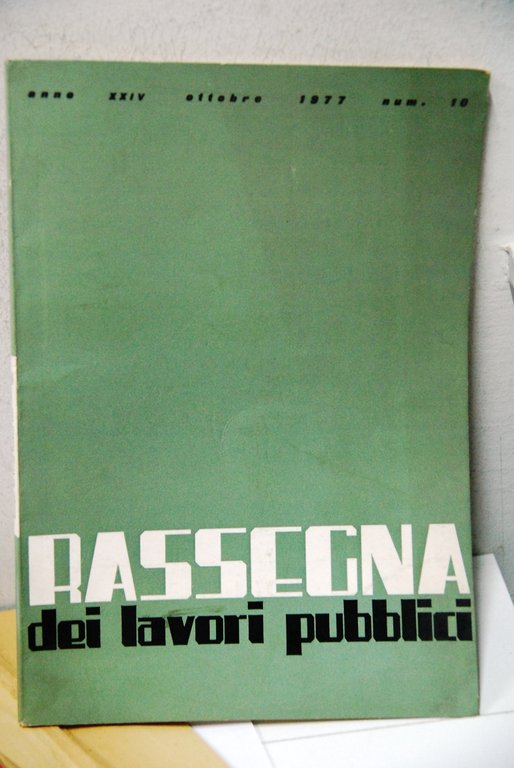 anno XXIV ottobre 1977 num. 10
RASSEGNA
dei lavori pubblici